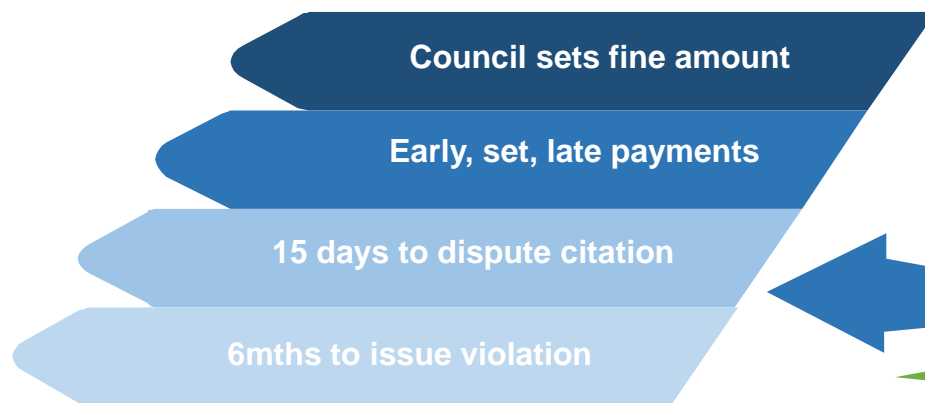 Council sets fine amount
Early, set, late payments
15 days to dispute citation
6mths to issue violation